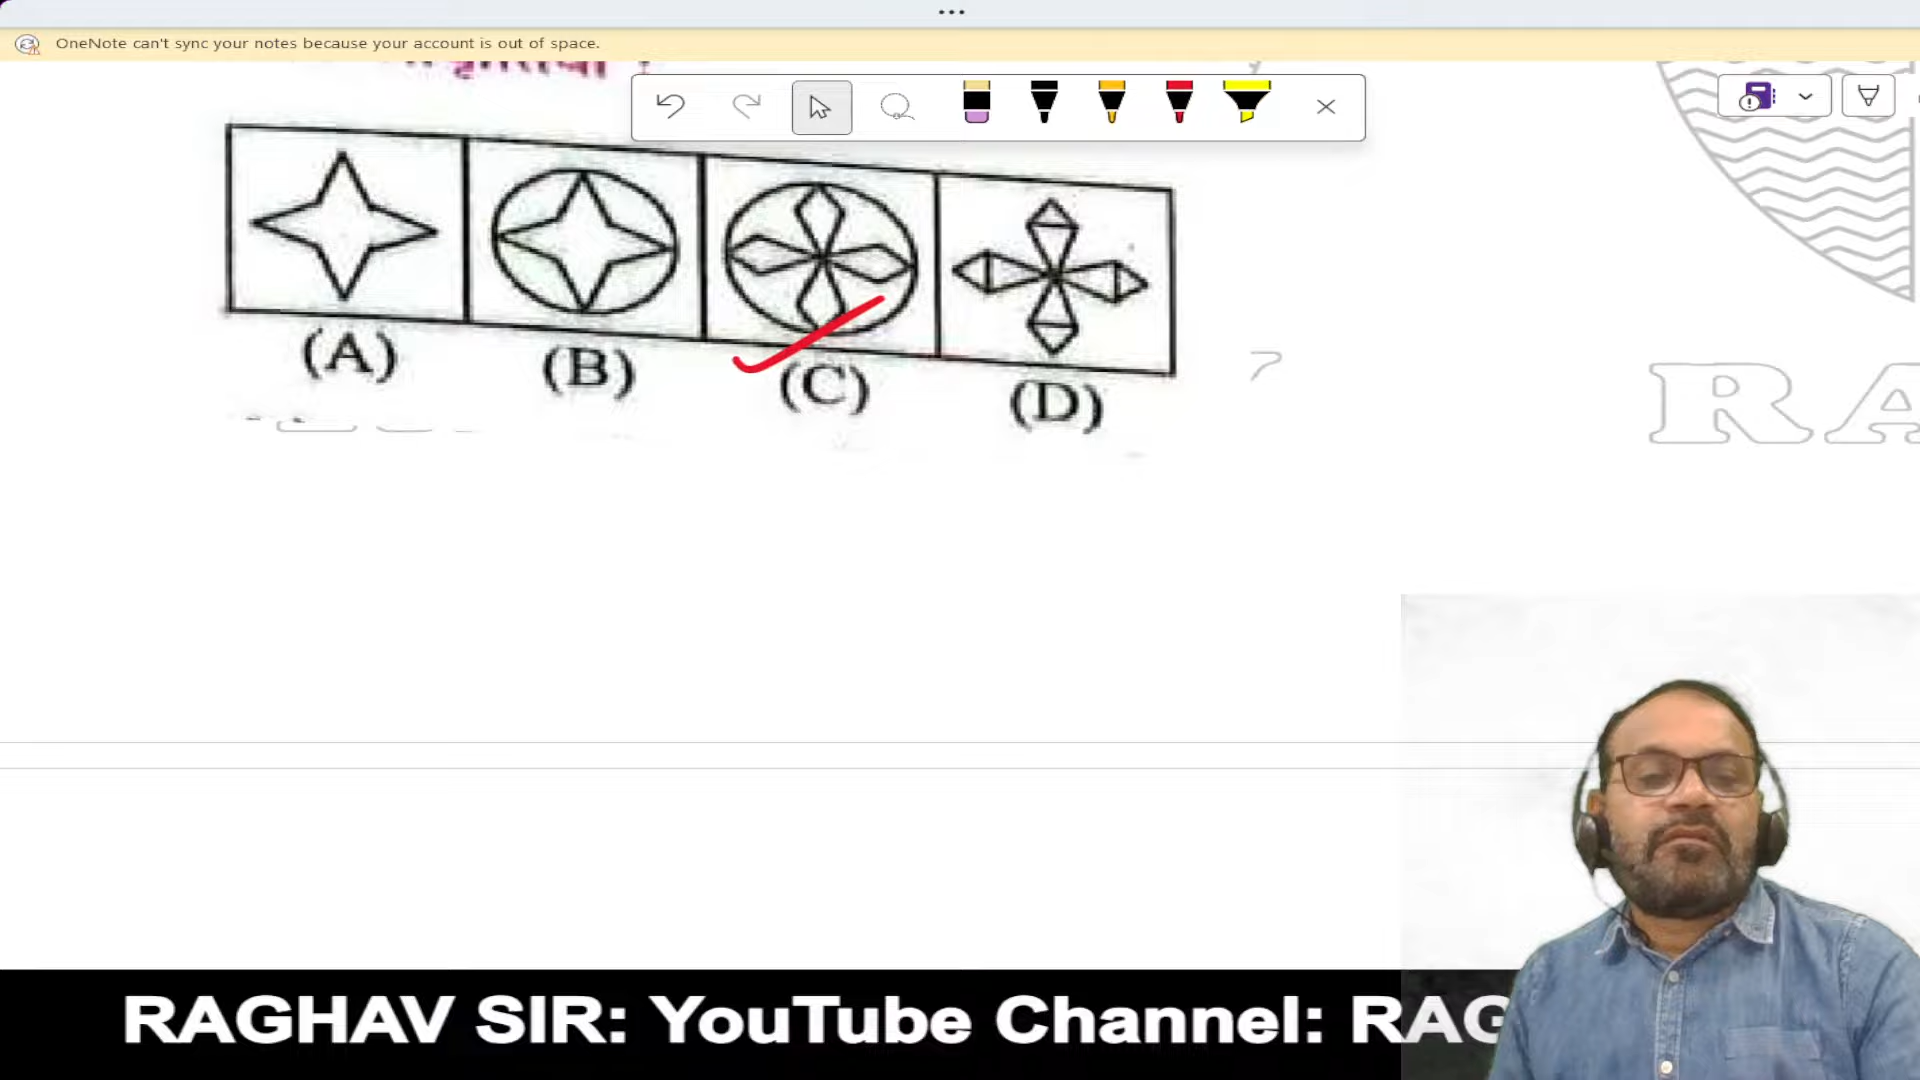 OneNote can't sync your notes because your account is out of space.
(A) (B) (C) (D)
RA
RAGHAV SIR: YouTube Channel: RAG